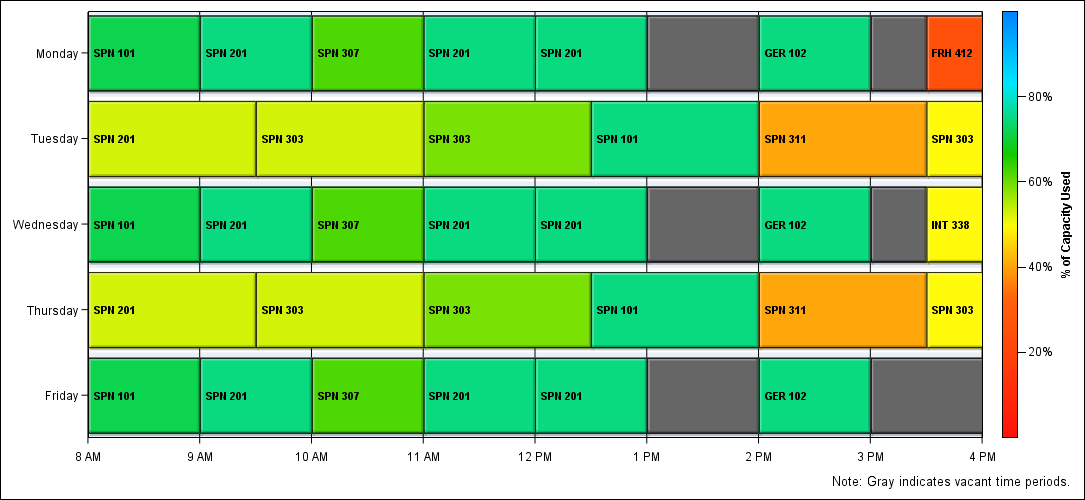 Monday SPN 101 SPN 201 SPN 307 SPN 201 SPN 201 GER 102 FRH 412
Tuesday SPN 201 SPN 303 SPN 303 SPN 101 SPN 311 SPN 303
Wednesday SPN 101 SPN 201 SPN 307 SPN 201 SPN 201 GER 102 INT 338
Thursday SPN 201 SPN 303 SPN 303 SPN 101 SPN 311 SPN 303
Friday SPN 101 SPN 201 SPN 307 SPN 201 SPN 201 GER 102
8 AM 9 AM 10 AM 11 AM 12 PM 1 PM 2 PM 3 PM 4 PM
80%
60%
40%
20%
% of Capacity Used
Note: Gray indicates vacant time periods.